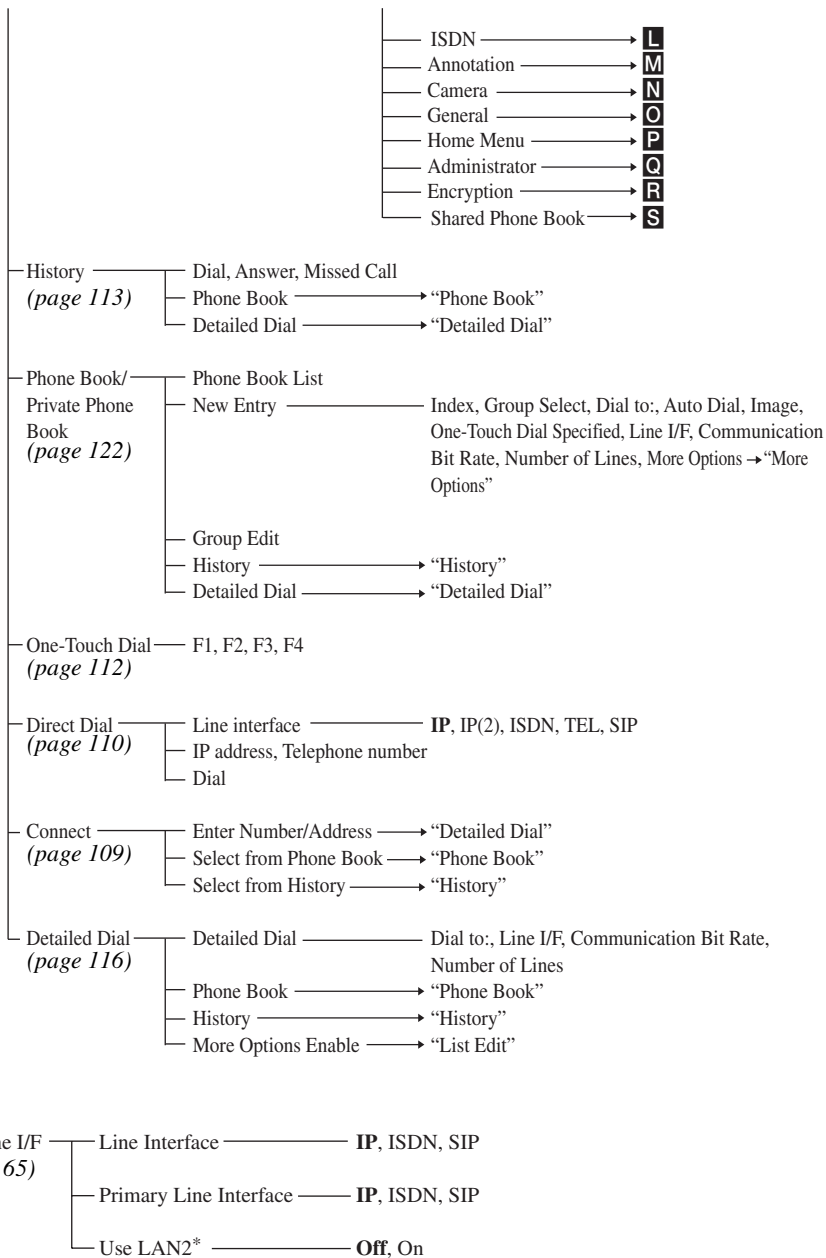 ISDN → L
Annotation → M
Camera → N
General → O
Home Menu → P
Administrator → Q
Encryption → R
Shared Phone Book → S
History Dial, Answer, Missed Call
(page 113) Phone Book → “Phone Book”
Detailed Dial → “Detailed Dial”
Phone Book/ Phone Book List
Private Phone New Entry Index, Group Select, Dial to:, Auto Dial, Image,
Book One-Touch Dial Specified, Line I/F, Communication
(page 122) Bit Rate, Number of Lines, More Options → “More
Options”
Group Edit
History → “History”
Detailed Dial → “Detailed Dial”
One-Touch Dial F1, F2, F3, F4
(page 112)
Direct Dial Line interface IP, IP(2), ISDN, TEL, SIP
(page 110) IP address, Telephone number
Dial
Connect Enter Number/Address → “Detailed Dial”
(page 109) Select from Phone Book → “Phone Book”
Select from History → “History”
Detailed Dial Detailed Dial Dial to:, Line I/F, Communication Bit Rate,
(page 116) Number of Lines
Phone Book → “Phone Book”
History → “History”
More Options Enable → “List Edit”
e I/F Line Interface IP, ISDN, SIP
65)
Primary Line Interface IP, ISDN, SIP
Use LAN2* Off, On